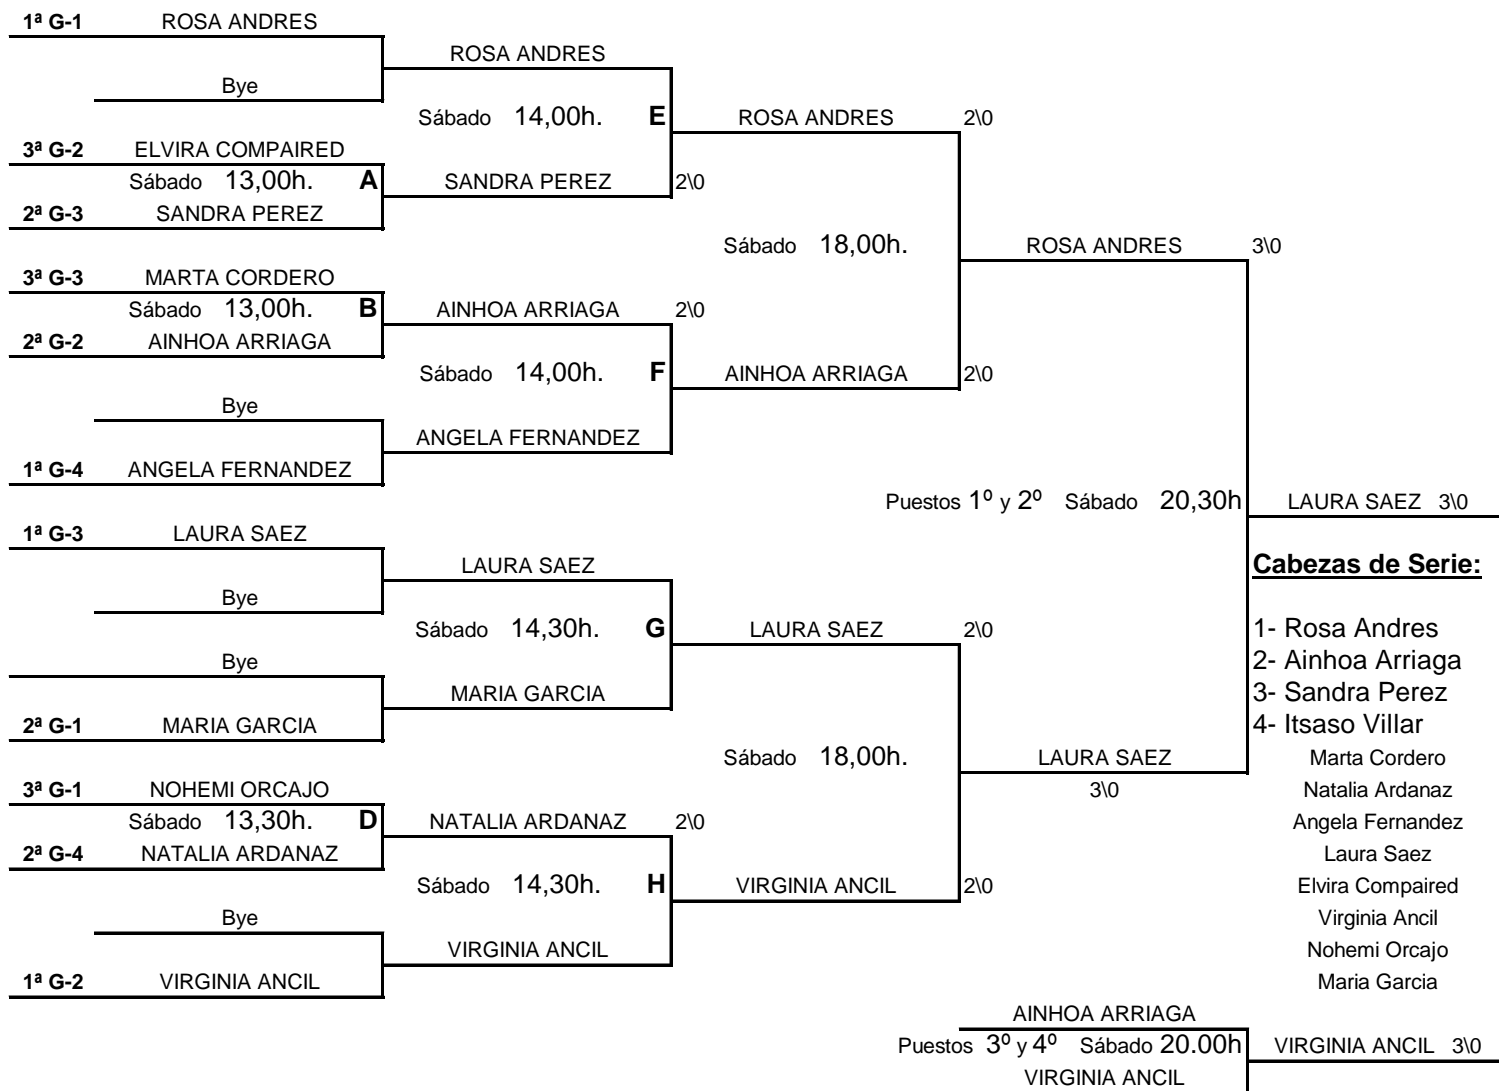 1ª G-1 ROSA ANDRES
ROSA ANDRES
Bye
Sábado 14,00h. E ROSA ANDRES 2\0
3ª G-2 ELVIRA COMPAIRED
Sábado 13,00h. A SANDRA PEREZ 2\0
2ª G-3 SANDRA PEREZ
Sábado 18,00h. ROSA ANDRES 3\0
3ª G-3 MARTA CORDERO
Sábado 13,00h. B AINHOA ARRIAGA 2\0
2ª G-2 AINHOA ARRIAGA
Sábado 14,00h. F AINHOA ARRIAGA 2\0
Bye
ANGELA FERNANDEZ
1ª G-4 ANGELA FERNANDEZ
Puestos 1º y 2º Sábado 20,30h LAURA SAEZ 3\0
1ª G-3 LAURA SAEZ
LAURA SAEZ Cabezas de Serie:
Bye
Sábado 14,30h. G LAURA SAEZ 2\0 1- Rosa Andres
Bye 2- Ainhoa Arriaga
MARIA GARCIA 3- Sandra Perez
2ª G-1 MARIA GARCIA 4- Itsaso Villar
Sábado 18,00h. LAURA SAEZ Marta Cordero
3ª G-1 NOHEMI ORCAJO 3\0 Natalia Ardanaz
Sábado 13,30h. D NATALIA ARDANAZ 2\0 Angela Fernandez
2ª G-4 NATALIA ARDANAZ Laura Saez
Sábado 14,30h. H VIRGINIA ANCIL 2\0 Elvira Compaired
Bye Virginia Ancil
VIRGINIA ANCIL Nohemi Orcajo
1ª G-2 VIRGINIA ANCIL Maria Garcia
AINHOA ARRIAGA
Puestos 3º y 4º Sábado 20.00h VIRGINIA ANCIL 3\0
VIRGINIA ANCIL